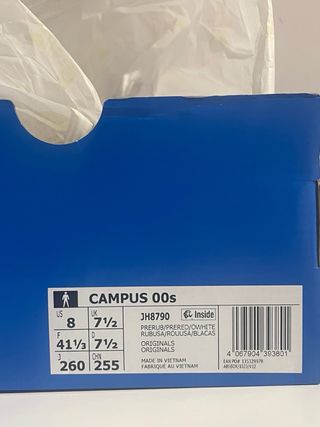 CAMPUS 00s
US 8 UK 7½
F 41⅓ D 7½
J 260 CHN 255
JH8790
Inside
PRERUB/PRERED/OWHITE
RUBUSA/ROUUSA/BLACAS
ORIGINALS
ORIGINALS
MADE IN VIETNAM
FABRIQUÉ AU VIETNAM
4 067904 393801